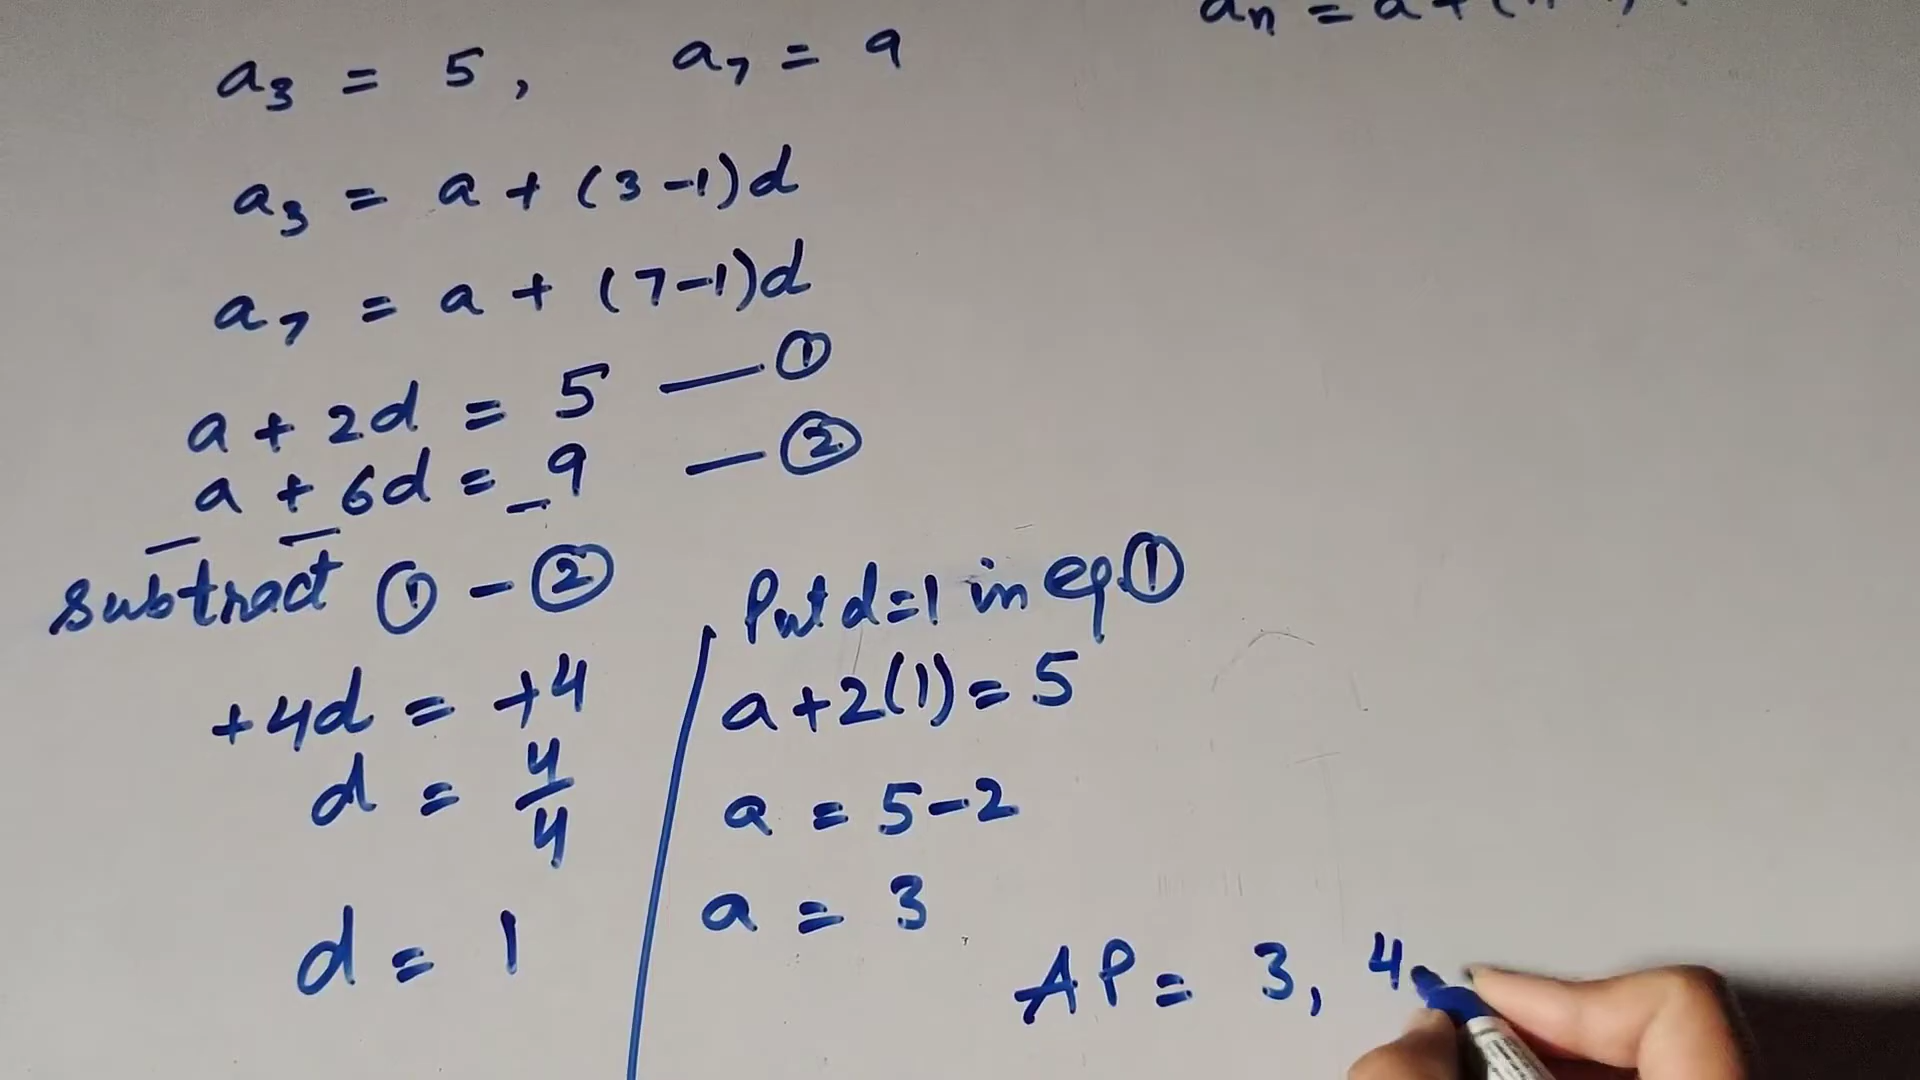 aₙ = a + (n
a₃ = 5, a₇ = 9
a₃ = a + (3-1)d
a₇ = a + (7-1)d
a + 2d = 5 — ①
a + 6d = 9 — ②
Subtract ① - ②
+4d = +4
d = 4/4
d = 1
Put d=1 in eq ①
a+2(1)=5
a = 5-2
a = 3
AP = 3, 4